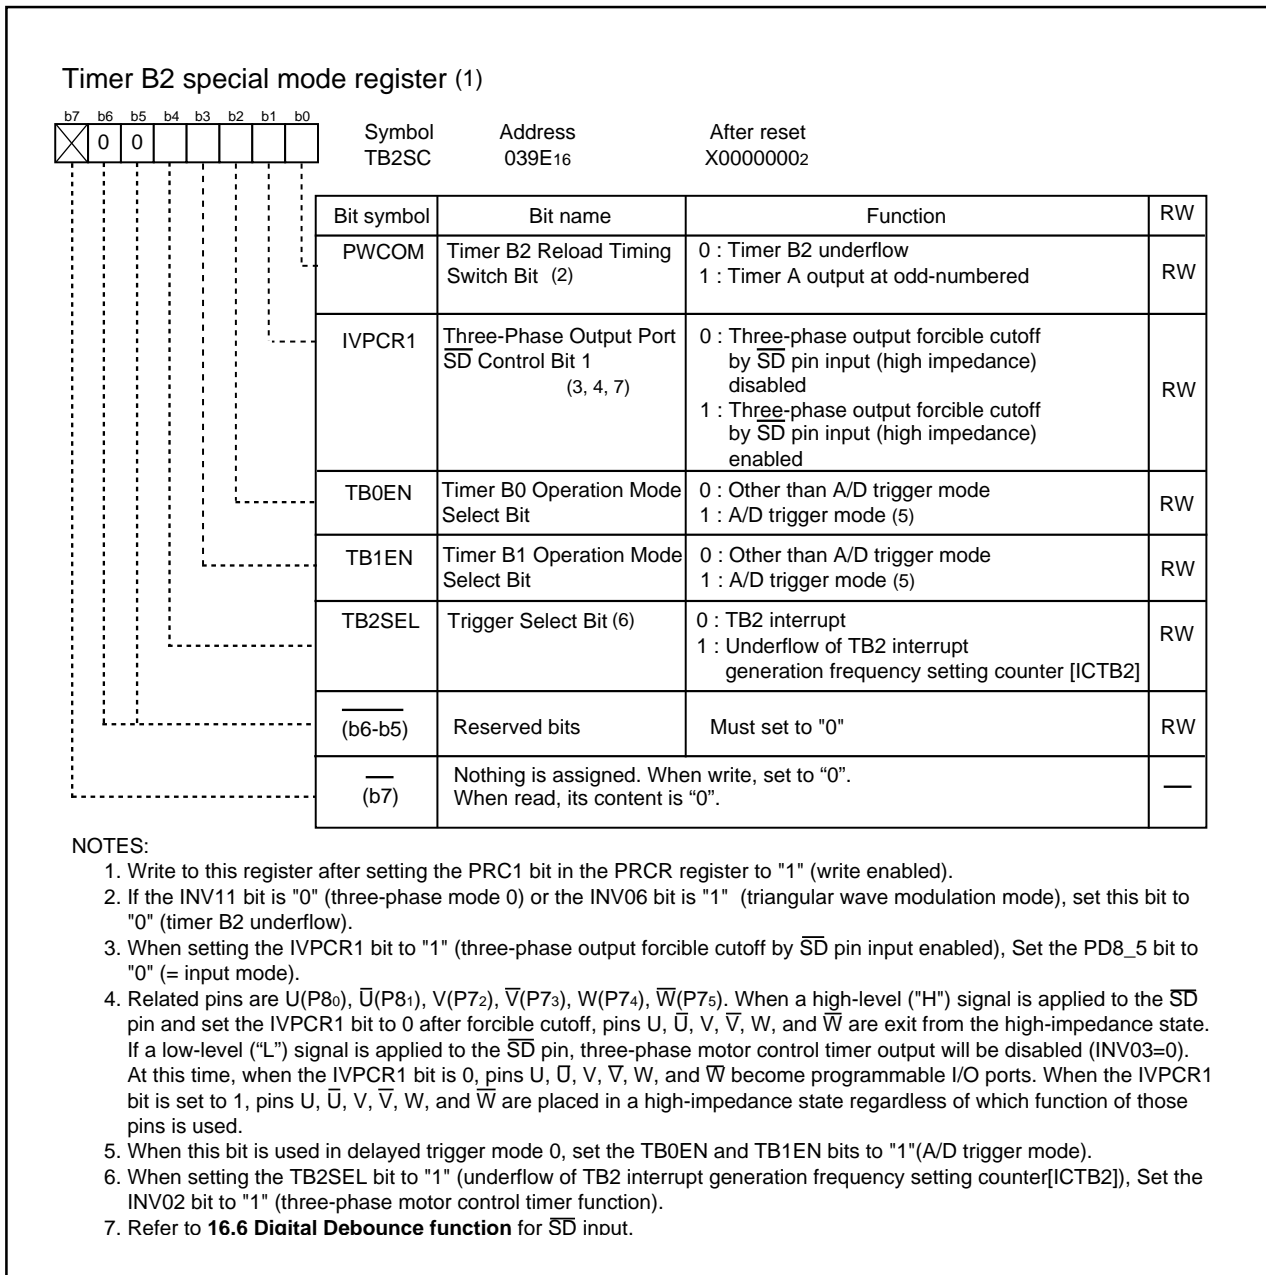 Timer B2 special mode register (1)
b7 b6 b5 b4 b3 b2 b1 b0
0 0
Symbol Address After reset
TB2SC 039E16 X00000002
Bit symbol Bit name Function RW
PWCOM Timer B2 Reload Timing Switch Bit (2) 0 : Timer B2 underflow
1 : Timer A output at odd-numbered RW
IVPCR1 Three-Phase Output Port S̅D̅ Control Bit 1 (3, 4, 7) 0 : Three-phase output forcible cutoff
by S̅D̅ pin input (high impedance)
disabled
1 : Three-phase output forcible cutoff
by S̅D̅ pin input (high impedance)
enabled RW
TB0EN Timer B0 Operation Mode Select Bit 0 : Other than A/D trigger mode
1 : A/D trigger mode (5) RW
TB1EN Timer B1 Operation Mode Select Bit 0 : Other than A/D trigger mode
1 : A/D trigger mode (5) RW
TB2SEL Trigger Select Bit (6) 0 : TB2 interrupt
1 : Underflow of TB2 interrupt
generation frequency setting counter [ICTB2] RW
(b6-b5) Reserved bits Must set to "0" RW
(b7) Nothing is assigned. When write, set to “0”.
When read, its content is “0”. —
NOTES:
1. Write to this register after setting the PRC1 bit in the PRCR register to "1" (write enabled).
2. If the INV11 bit is "0" (three-phase mode 0) or the INV06 bit is "1" (triangular wave modulation mode), set this bit to
"0" (timer B2 underflow).
3. When setting the IVPCR1 bit to "1" (three-phase output forcible cutoff by S̅D̅ pin input enabled), Set the PD8_5 bit to
"0" (= input mode).
4. Related pins are U(P80), U̅(P81), V(P72), V̅(P73), W(P74), W̅(P75). When a high-level ("H") signal is applied to the S̅D̅
pin and set the IVPCR1 bit to 0 after forcible cutoff, pins U, U̅, V, V̅, W, and W̅ are exit from the high-impedance state.
If a low-level (“L”) signal is applied to the S̅D̅ pin, three-phase motor control timer output will be disabled (INV03=0).
At this time, when the IVPCR1 bit is 0, pins U, U̅, V, V̅, W, and W̅ become programmable I/O ports. When the IVPCR1
bit is set to 1, pins U, U̅, V, V̅, W, and W̅ are placed in a high-impedance state regardless of which function of those
pins is used.
5. When this bit is used in delayed trigger mode 0, set the TB0EN and TB1EN bits to "1"(A/D trigger mode).
6. When setting the TB2SEL bit to "1" (underflow of TB2 interrupt generation frequency setting counter[ICTB2]), Set the
INV02 bit to "1" (three-phase motor control timer function).
7. Refer to 16.6 Digital Debounce function for S̅D̅ input.